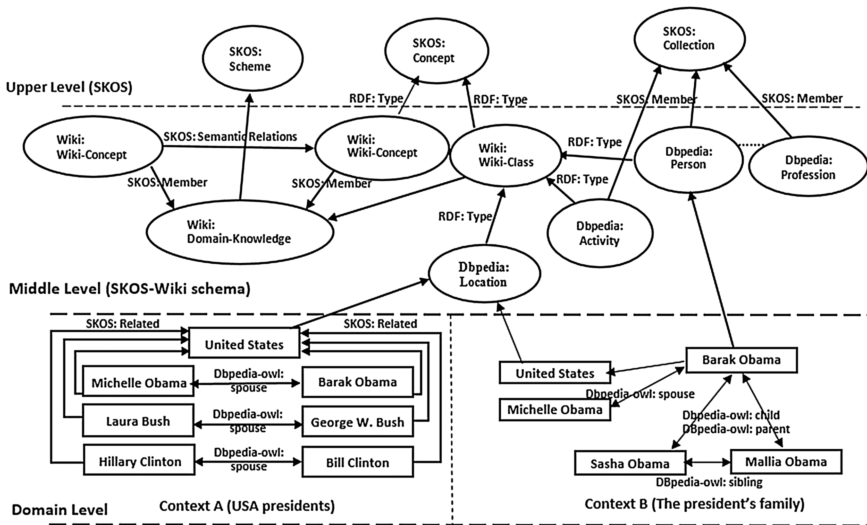 SKOS:
Scheme
SKOS:
Concept
SKOS:
Collection
Upper Level (SKOS)
RDF: Type
RDF: Type
SKOS: Member
SKOS: Member
Wiki:
Wiki-Concept
SKOS: Semantic Relations
Wiki:
Wiki-Concept
Wiki:
Wiki-Class
RDF: Type
Dbpedia:
Person
Dbpedia:
Profession
SKOS: Member
SKOS: Member
RDF: Type
Wiki:
Domain-Knowledge
RDF: Type
Dbpedia:
Activity
Dbpedia:
Location
Middle Level (SKOS-Wiki schema)
SKOS: Related
SKOS: Related
United States
Michelle Obama
Dbpedia-owl:
spouse
Barak Obama
Laura Bush
Dbpedia-owl:
spouse
George W. Bush
Hillary Clinton
Dbpedia-owl:
spouse
Bill Clinton
Barak Obama
United States
Dbpedia-owl: spouse
Michelle Obama
Dbpedia-owl: child
DBpedia-owl: parent
Sasha Obama
Mallia Obama
DBpedia-owl: sibling
Domain Level
Context A (USA presidents)
Context B (The president's family)